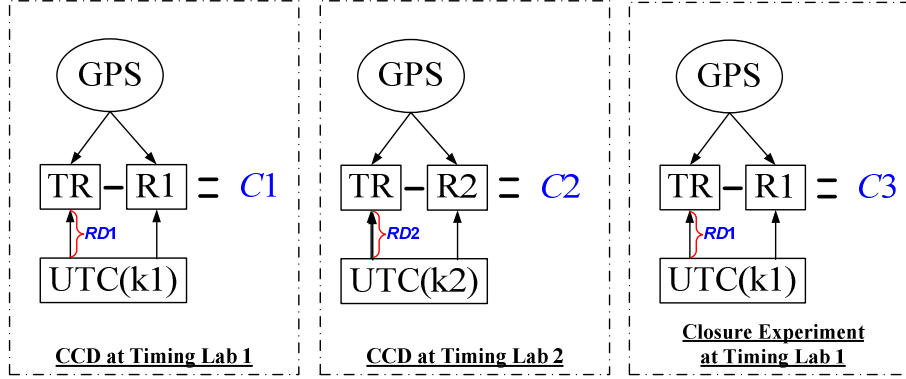 GPS
TR – R1 = C1
RD1
UTC(k1)
CCD at Timing Lab 1
GPS
TR – R2 = C2
RD2
UTC(k2)
CCD at Timing Lab 2
GPS
TR – R1 = C3
RD1
UTC(k1)
Closure Experiment
at Timing Lab 1